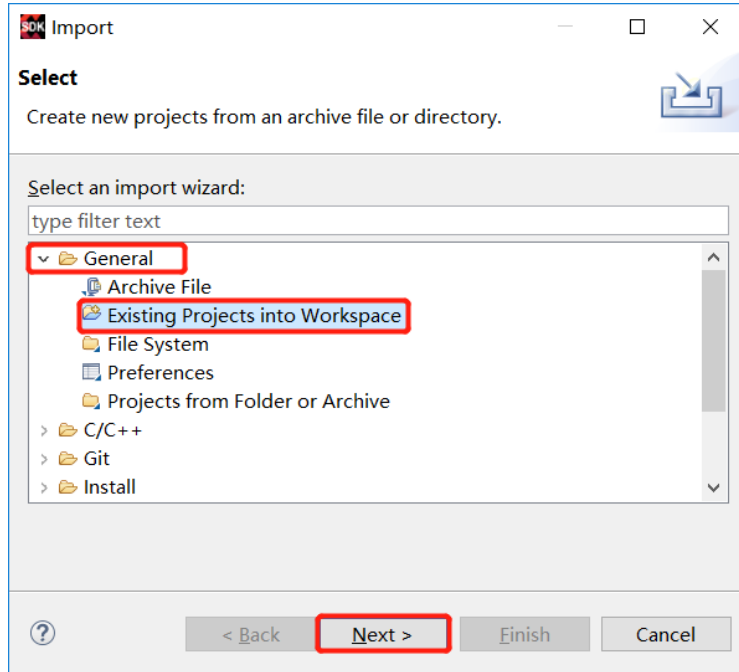 SDK Import
Select
Create new projects from an archive file or directory.
Select an import wizard:
type filter text
General
Archive File
Existing Projects into Workspace
File System
Preferences
Projects from Folder or Archive
C/C++
Git
Install
? < Back Next > Finish Cancel